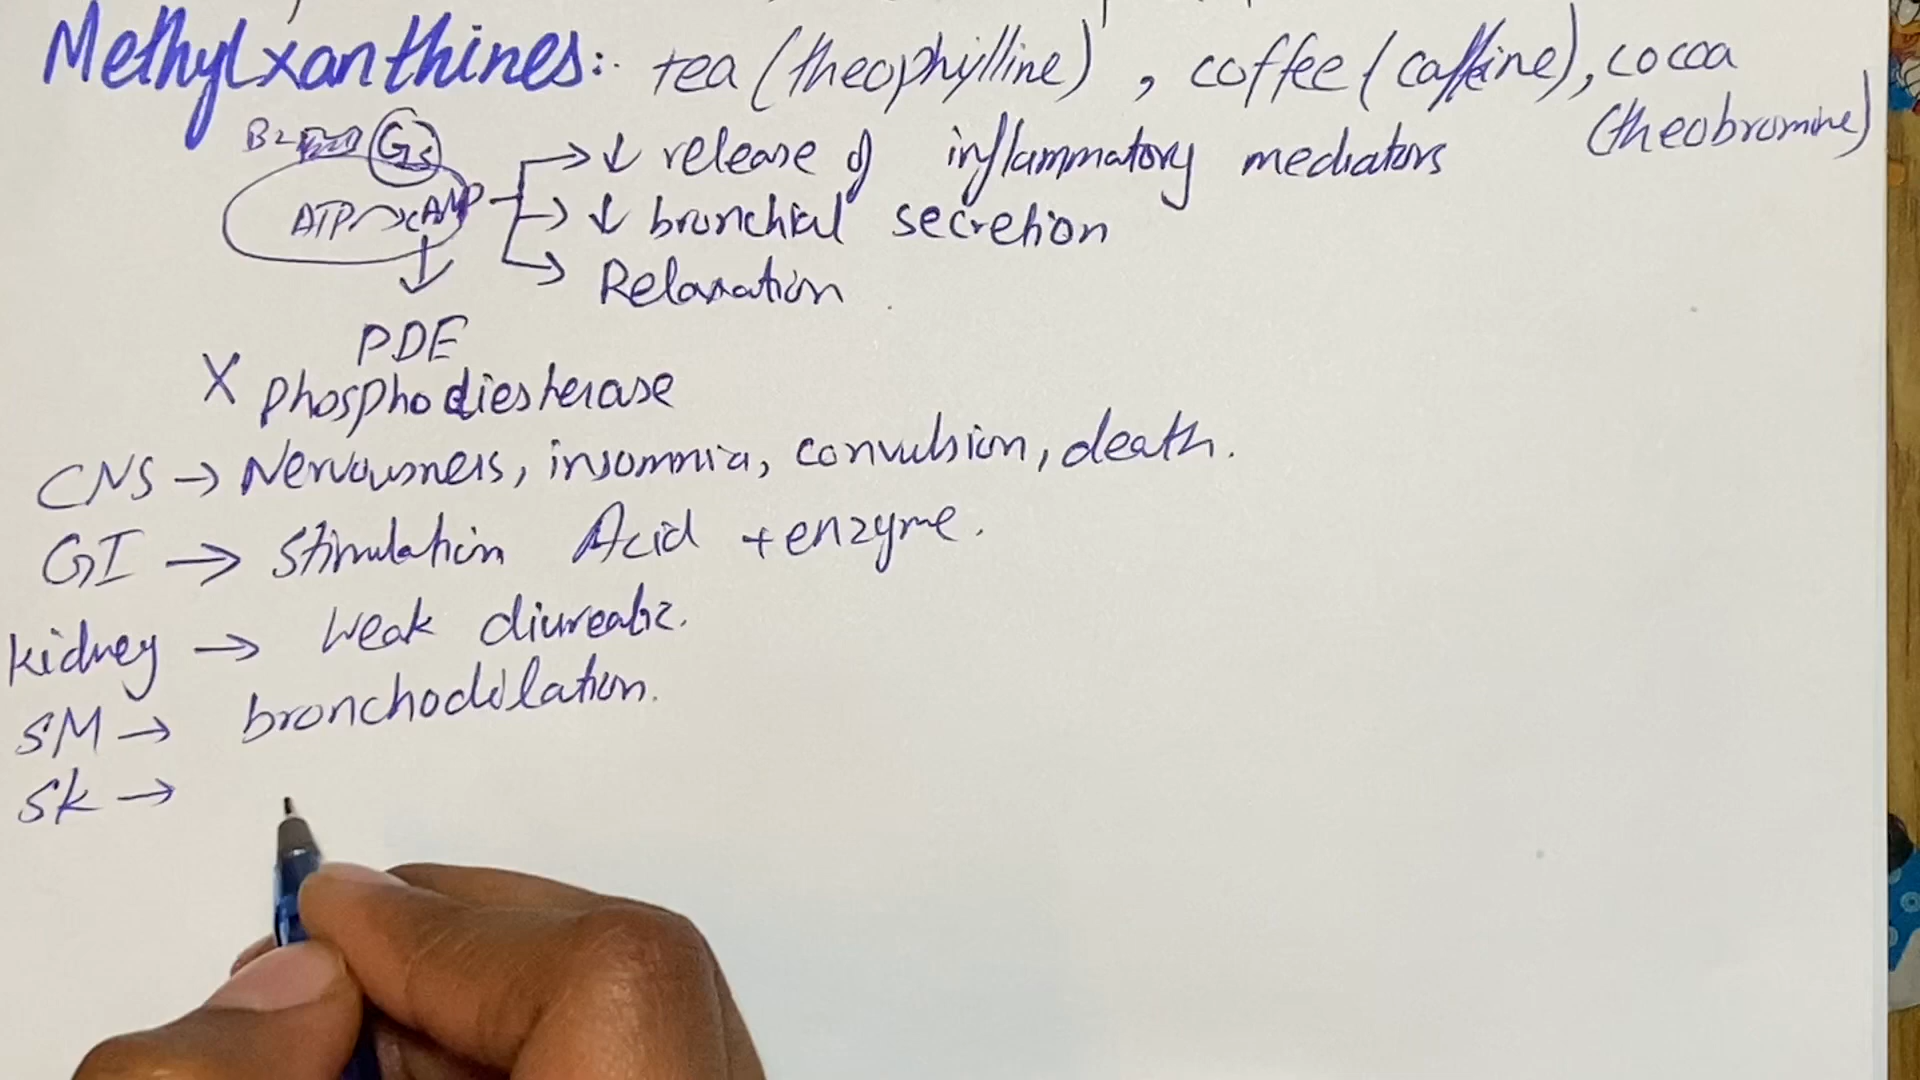 Methylxanthines:- tea (theophylline), coffee (caffeine), cocoa
(theobromine)
B2 Gs
ATP → cAMP → ↓ release of inflammatory mediators
→ ↓ bronchial secretion
→ Relaxation
↓
PDE
X phosphodiesterase
CNS → Nervousness, insomnia, convulsion, death.
GI → stimulation Acid + enzyme.
kidney → weak diureatic.
SM → bronchodilation.
SK →